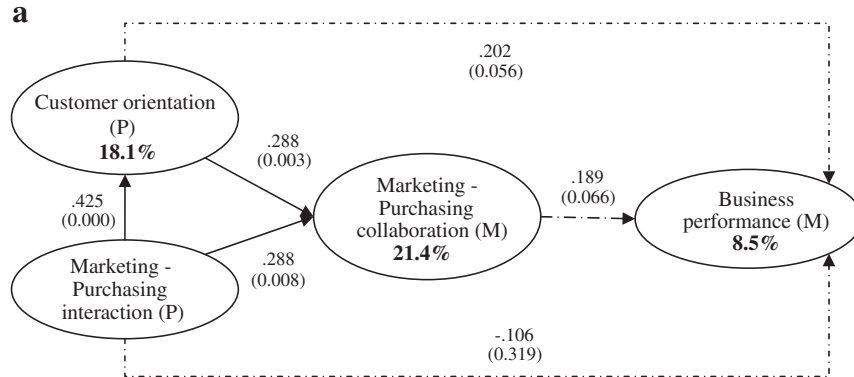 a
.202
(0.056)
Customer orientation
(P)
18.1%
.288
(0.003)
.425
(0.000)
Marketing -
Purchasing
collaboration (M)
21.4%
.189
(0.066)
Business
performance (M)
8.5%
Marketing -
Purchasing
interaction (P)
.288
(0.008)
-.106
(0.319)